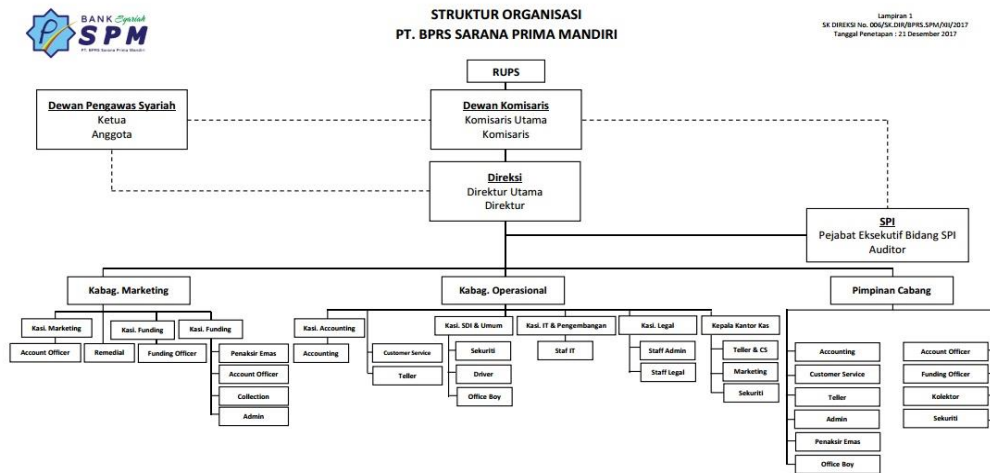 BANK Syariah
SPM
PT. BPRS Sarana Prima Mandiri
STRUKTUR ORGANISASI
PT. BPRS SARANA PRIMA MANDIRI
Lampiran 1
SK DIREKSI No. 006/SK.DIR/BPRS.SPM/XII/2017
Tanggal Penetapan : 21 Desember 2017
RUPS
Dewan Pengawas Syariah
Ketua
Anggota
Dewan Komisaris
Komisaris Utama
Komisaris
Direksi
Direktur Utama
Direktur
SPI
Pejabat Eksekutif Bidang SPI
Auditor
Kabag. Marketing
Kabag. Operasional
Pimpinan Cabang
Kasi. Marketing
Kasi. Funding
Kasi. Funding
Kasi. Accounting
Kasi. SDI & Umum
Kasi. IT & Pengembangan
Kasi. Legal
Kepala Kantor Kas
Account Officer
Remedial
Funding Officer
Penaksir Emas
Account Officer
Collection
Admin
Accounting
Customer Service
Teller
Sekuriti
Driver
Office Boy
Staf IT
Staff Admin
Staff Legal
Teller & CS
Marketing
Sekuriti
Accounting
Customer Service
Teller
Admin
Penaksir Emas
Office Boy
Account Officer
Funding Officer
Kolektor
Sekuriti